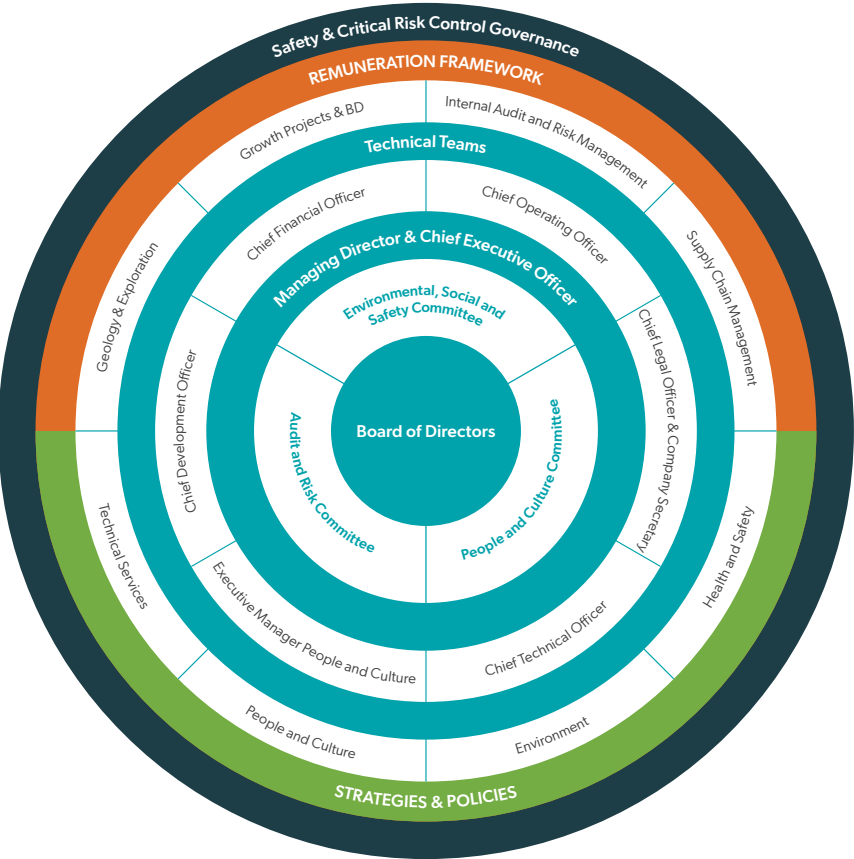 Safety & Critical Risk Control Governance
REMUNERATION FRAMEWORK
Growth Projects & BD
Internal Audit and Risk Management
Technical Teams
Chief Financial Officer
Chief Operating Officer
Managing Director & Chief Executive Officer
Environmental, Social and
Safety Committee
Geology & Exploration
Supply Chain Management
Chief Development Officer
Chief Legal Officer & Company Secretary
Board of Directors
Audit and Risk Committee
People and Culture Committee
Technical Services
Health and Safety
Executive Manager People and Culture
Chief Technical Officer
People and Culture
Environment
STRATEGIES & POLICIES